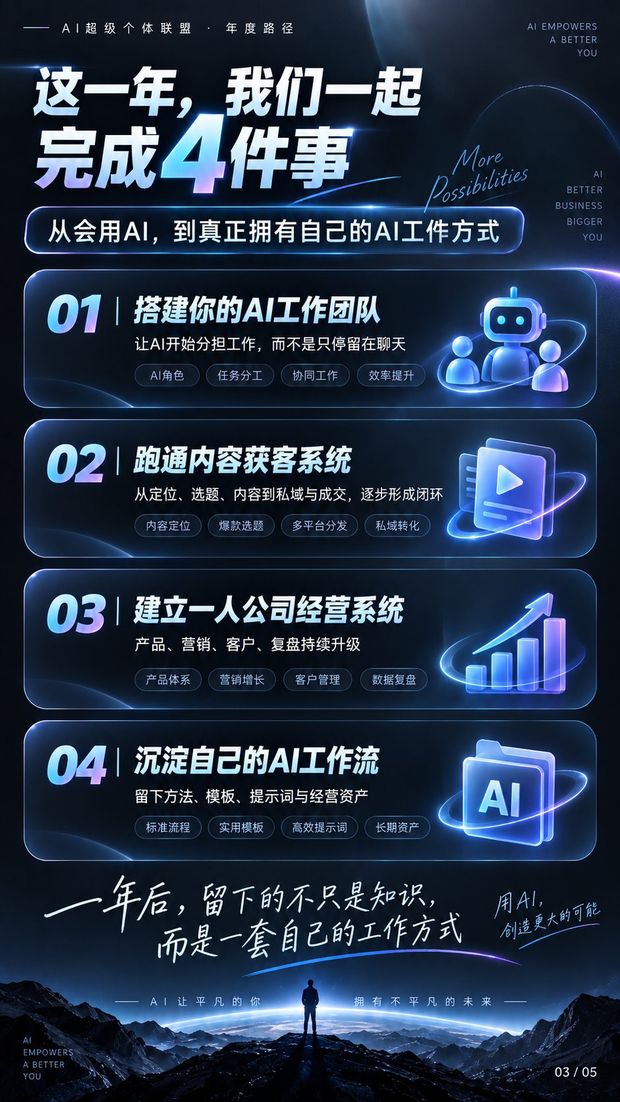 AI超级个体联盟 · 年度路径
AI EMPOWERS
A BETTER
YOU
这一年，我们一起
完成4件事
More
Possibilities
AI
BETTER
BUSINESS
BIGGER
YOU
从会用AI，到真正拥有自己的AI工作方式
01
搭建你的AI工作团队
让AI开始分担工作，而不是只停留在聊天
AI角色 任务分工 协同工作 效率提升
02
跑通内容获客系统
从定位、选题、内容到私域与成交，逐步形成闭环
内容定位 爆款选题 多平台分发 私域转化
03
建立一人公司经营系统
产品、营销、客户、复盘持续升级
产品体系 营销增长 客户管理 数据复盘
04
沉淀自己的AI工作流
留下方法、模板、提示词与经营资产
标准流程 实用模板 高效提示词 长期资产
AI
一年后，留下的不只是知识，
而是一套自己的工作方式
用AI，
创造更大的可能
AI让平凡的你 拥有不平凡的未来
AI
EMPOWERS
A BETTER
YOU
03 / 05